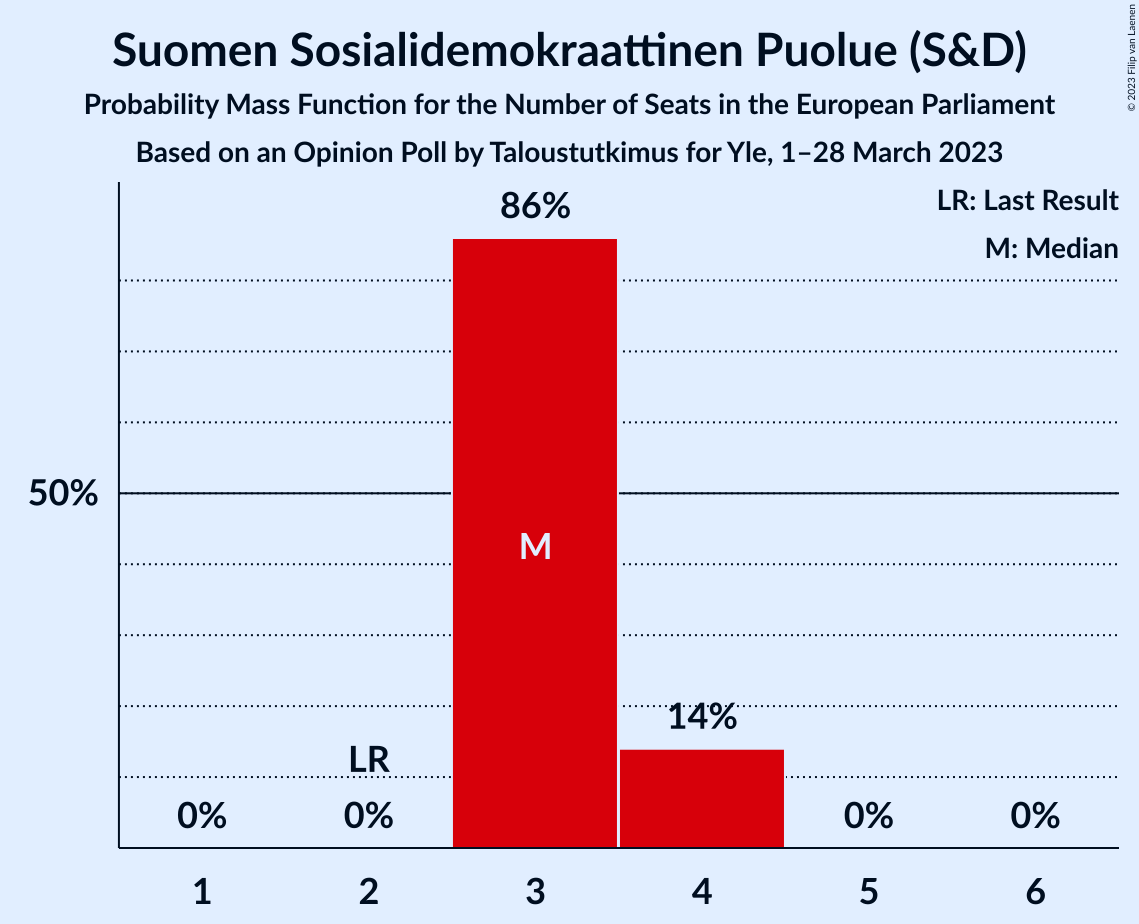 Suomen Sosialidemokraattinen Puolue (S&D)
Probability Mass Function for the Number of Seats in the European Parliament
Based on an Opinion Poll by Taloustutkimus for Yle, 1–28 March 2023
© 2023 Filip van Laenen
LR: Last Result
M: Median
86%
50%
M
14%
LR
0% 0% 0% 0%
1 2 3 4 5 6